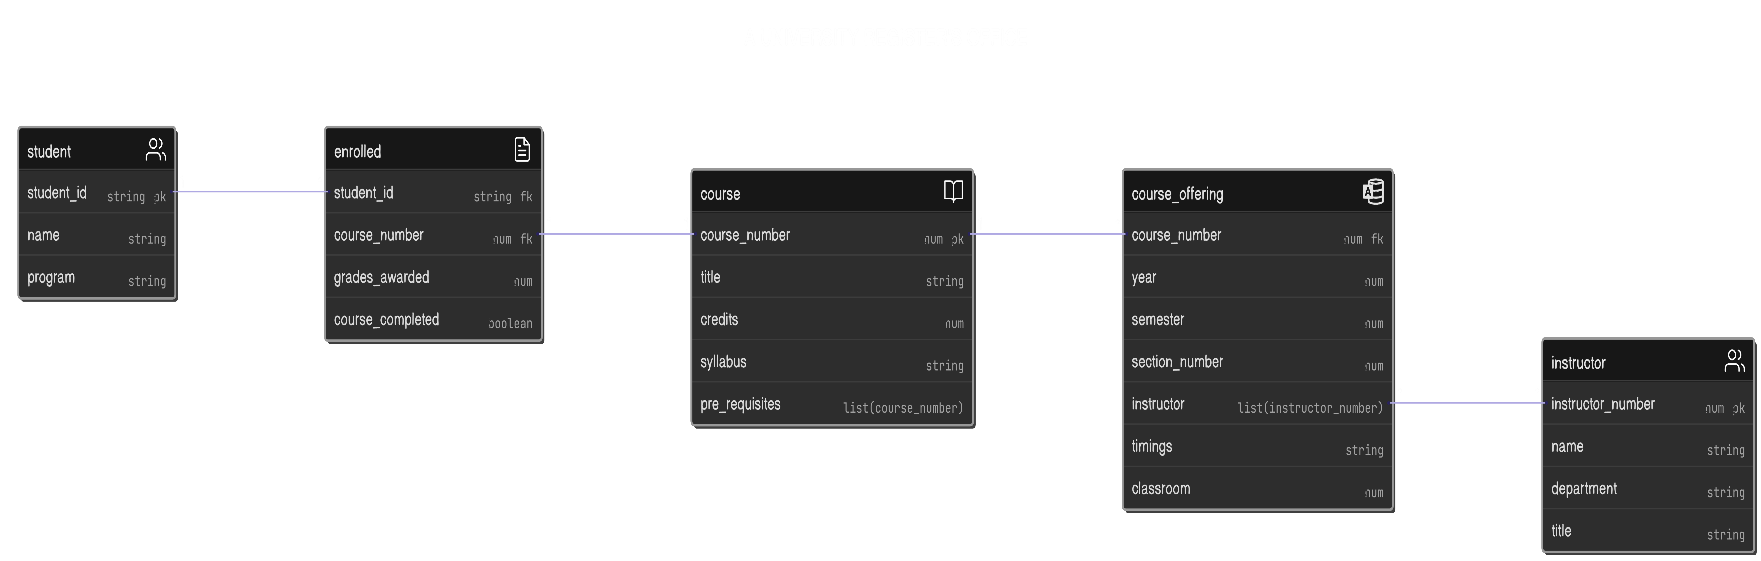 student
student_id string pk
name string
program string
enrolled
student_id string fk
course_number num fk
grades_awarded num
course_completed boolean
course
course_number num pk
title string
credits num
syllabus string
pre_requisites list(course_number)
course_offering
course_number num fk
year num
semester num
section_number num
instructor list(instructor_number)
timings string
classroom num
instructor
instructor_number num pk
name string
department string
title string